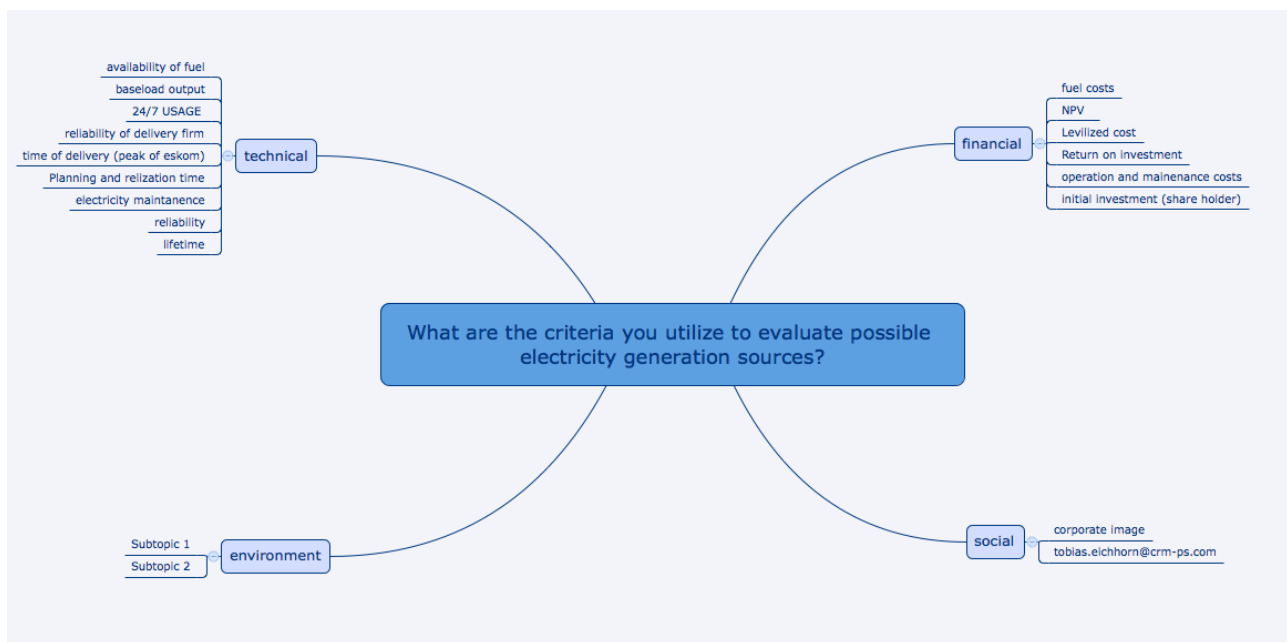 availability of fuel
baseload output
24/7 USAGE
reliability of delivery firm
time of delivery (peak of eskom)
Planning and relization time
electricity maintanence
reliability
lifetime
technical
fuel costs
NPV
Levilized cost
Return on investment
operation and mainenance costs
initial investment (share holder)
financial
What are the criteria you utilize to evaluate possible
electricity generation sources?
Subtopic 1
Subtopic 2
environment
social
corporate image
tobias.eichhorn@crm-ps.com